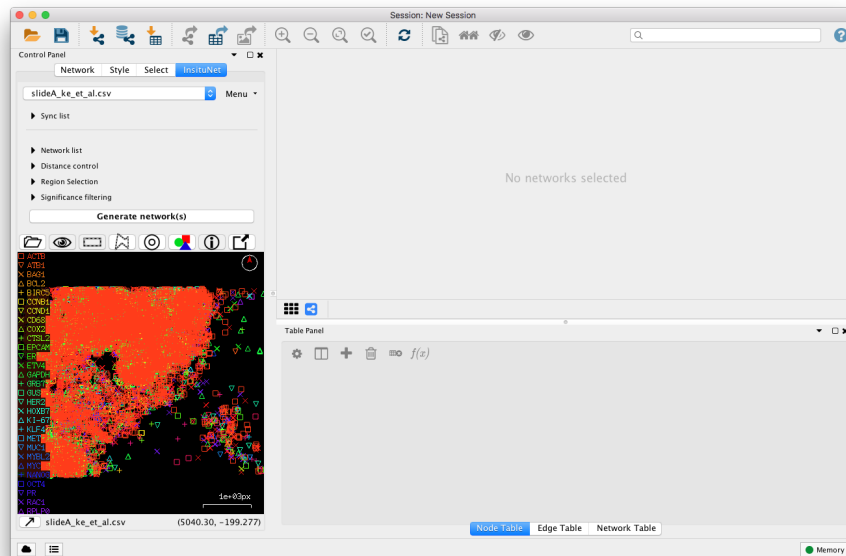 Session: New Session
Control Panel
Network Style Select InsituNet
slideA_ke_et_al.csv
Menu
Sync list
Network list
Distance control
Region Selection
Significance filtering
Generate network(s)
ACTB
BAG1
BCL2
BIRC5
CCNB1
CCND1
CD68
COX2
CTSL2
EPCAM
ER
ETV4
GAPDH
GRB7
GUS
HER2
HOXB7
KI-67
KLF4
MET
MUC1
MYBL2
MYC
NANOG
OCT4
PR
RAC1
RPLP0
A
1e+03px
slideA_ke_et_al.csv
(5040.30, -199.277)
No networks selected
Table Panel
f(x)
Node Table Edge Table Network Table
Memory